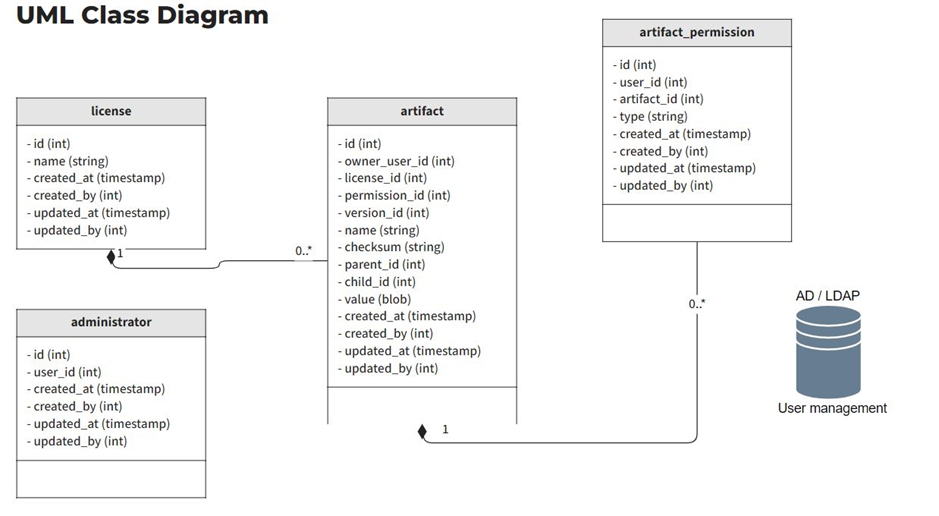 UML Class Diagram
license
- id (int)
- name (string)
- created_at (timestamp)
- created_by (int)
- updated_at (timestamp)
- updated_by (int)
1
0..*
administrator
- id (int)
- user_id (int)
- created_at (timestamp)
- created_by (int)
- updated_at (timestamp)
- updated_by (int)
artifact
- id (int)
- owner_user_id (int)
- license_id (int)
- permission_id (int)
- version_id (int)
- name (string)
- checksum (string)
- parent_id (int)
- child_id (int)
- value (blob)
- created_at (timestamp)
- created_by (int)
- updated_at (timestamp)
- updated_by (int)
1
artifact_permission
- id (int)
- user_id (int)
- artifact_id (int)
- type (string)
- created_at (timestamp)
- created_by (int)
- updated_at (timestamp)
- updated_by (int)
0..*
AD / LDAP
User management